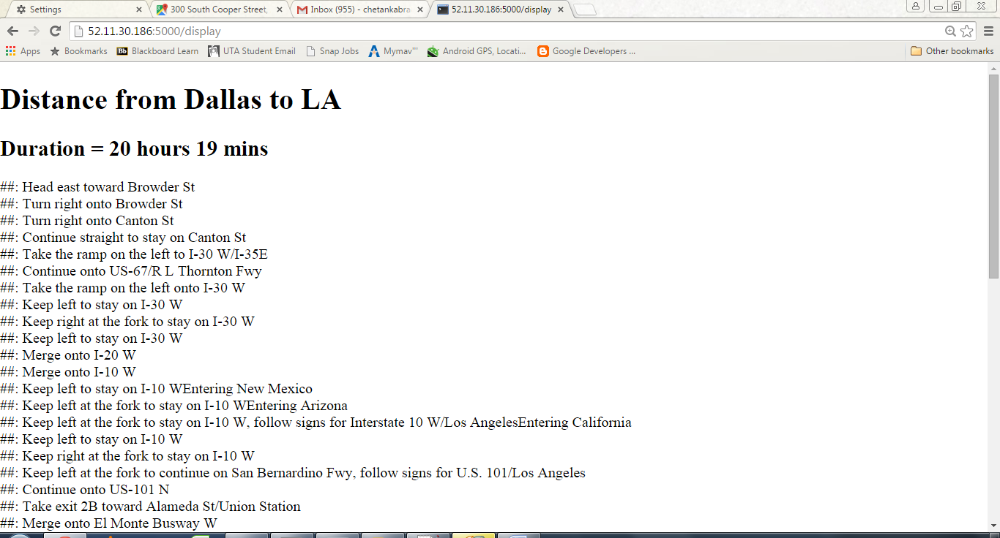 Settings
300 South Cooper Street,
Inbox (955) - chetankabra
52.11.30.186:5000/display
52.11.30.186:5000/display
Apps
Bookmarks
Bb Blackboard Learn
UTA Student Email
Snap Jobs
Mymav'''
Android GPS, Locati...
Google Developers ...
Other bookmarks
Distance from Dallas to LA
Duration = 20 hours 19 mins
##: Head east toward Browder St
##: Turn right onto Browder St
##: Turn right onto Canton St
##: Continue straight to stay on Canton St
##: Take the ramp on the left to I-30 W/I-35E
##: Continue onto US-67/R L Thornton Fwy
##: Take the ramp on the left onto I-30 W
##: Keep left to stay on I-30 W
##: Keep right at the fork to stay on I-30 W
##: Keep left to stay on I-30 W
##: Merge onto I-20 W
##: Merge onto I-10 W
##: Keep left to stay on I-10 WEntering New Mexico
##: Keep left at the fork to stay on I-10 WEntering Arizona
##: Keep left at the fork to stay on I-10 W, follow signs for Interstate 10 W/Los AngelesEntering California
##: Keep left to stay on I-10 W
##: Keep right at the fork to stay on I-10 W
##: Keep left at the fork to continue on San Bernardino Fwy, follow signs for U.S. 101/Los Angeles
##: Continue onto US-101 N
##: Take exit 2B toward Alameda St/Union Station
##: Merge onto El Monte Busway W